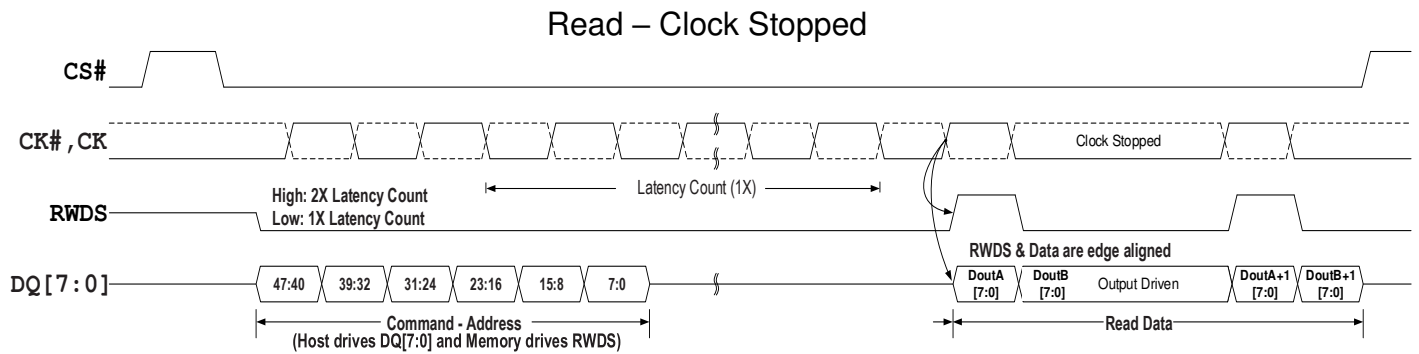 Read – Clock Stopped
CS#
CK#,CK
Clock Stopped
Latency Count (1X)
High: 2X Latency Count
RWDS
Low: 1X Latency Count
RWDS & Data are edge aligned
DQ[7:0]
47:40 39:32 31:24 23:16 15:8 7:0
DoutA DoutB Output Driven DoutA+1 DoutB+1
[7:0] [7:0] [7:0] [7:0]
Command - Address
Read Data
(Host drives DQ[7:0] and Memory drives RWDS)